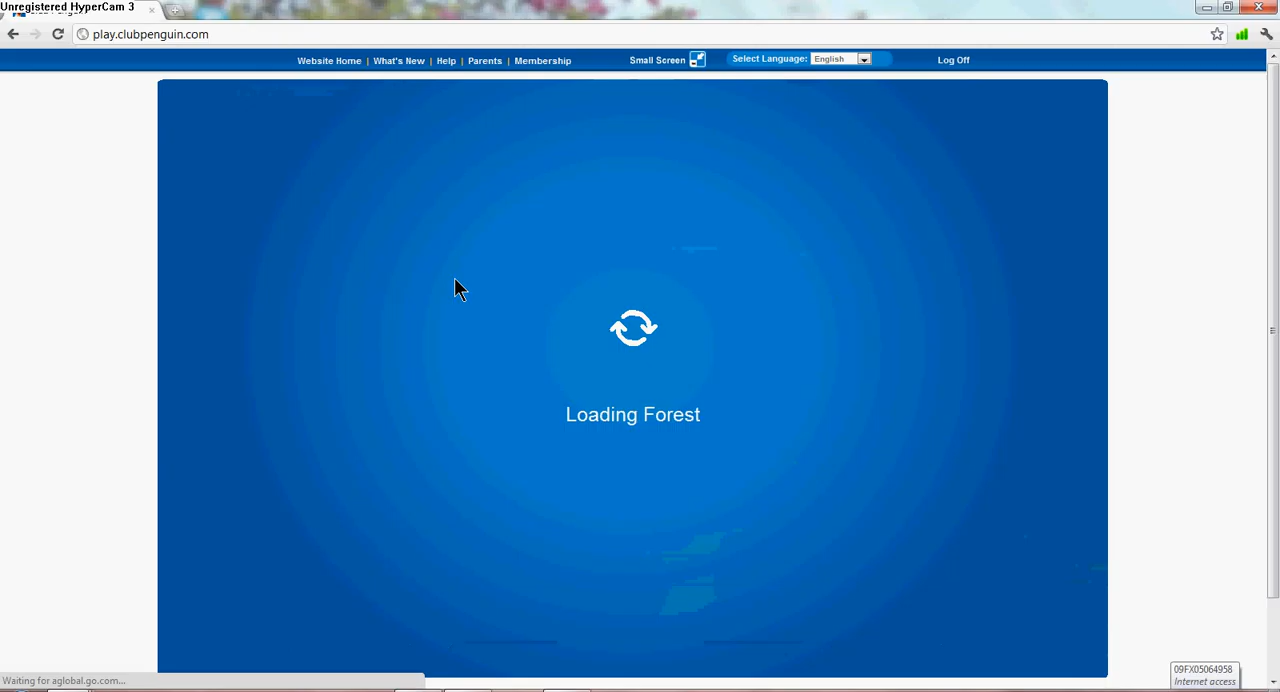 Unregistered HyperCam 3
play.clubpenguin.com
Website Home | What's New | Help | Parents | Membership
Small Screen
Select Language: English
Log Off
Loading Forest
Waiting for aglobal.go.com...
09FX05064958
Internet access